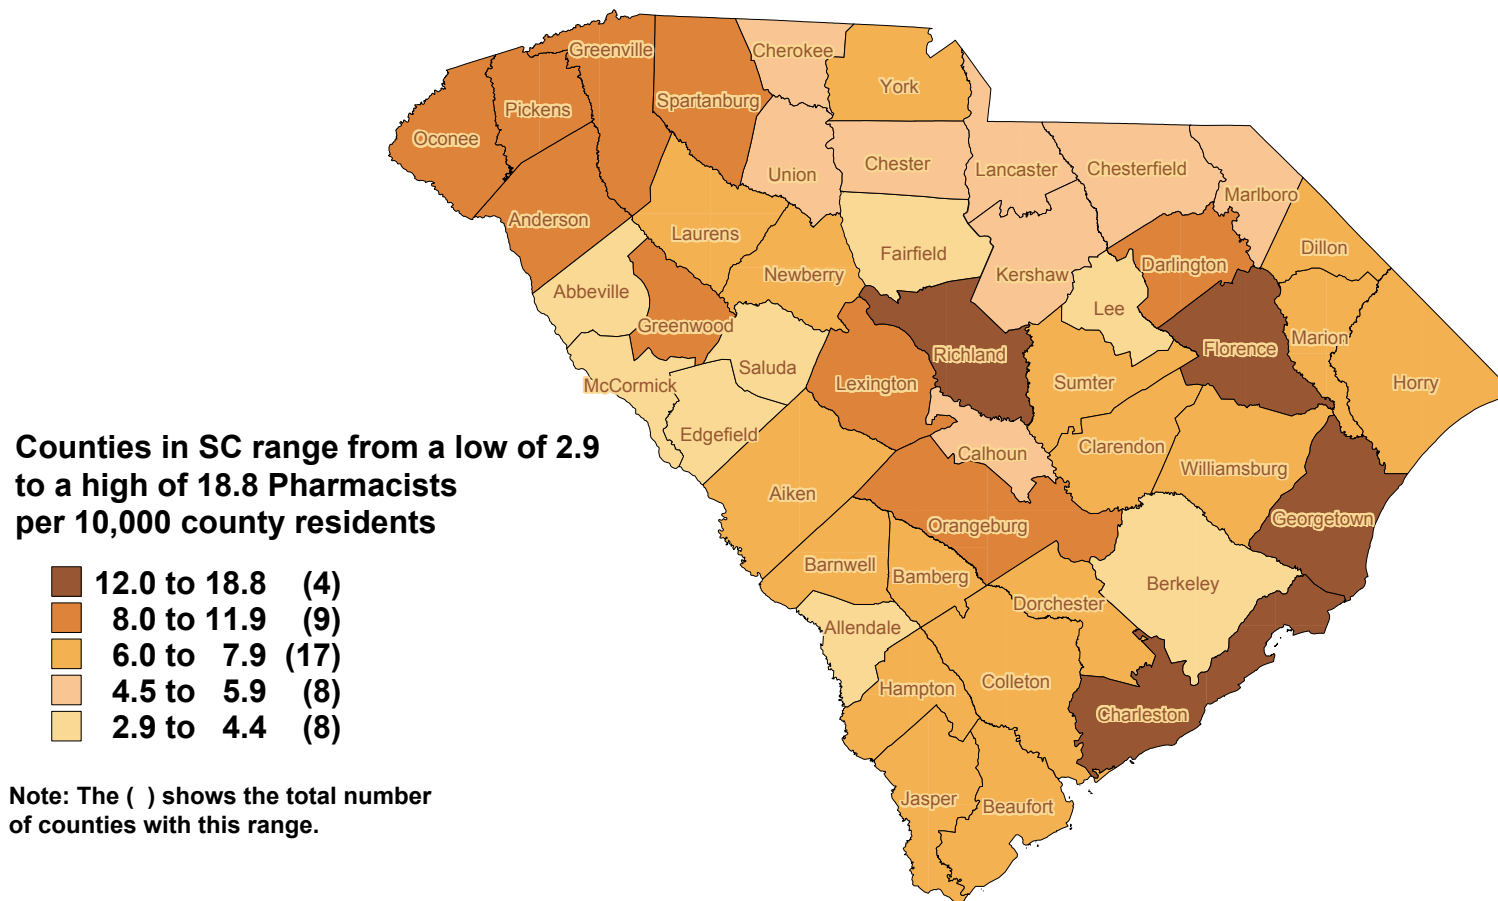 Cherokee
Greenville
York
Spartanburg
Pickens
Oconee
Chester
Union
Lancaster
Chesterfield
Marlboro
Anderson
Laurens
Fairfield
Dillon
Newberry
Kershaw
Darlington
Abbeville
Lee
Greenwood
Marion
Florence
Richland
Saluda
McCormick
Lexington
Sumter
Horry
Edgefield
Clarendon
Calhoun
Williamsburg
Aiken
Georgetown
Orangeburg
Barnwell
Bamberg
Berkeley
Dorchester
Allendale
Colleton
Hampton
Charleston
Jasper
Beaufort
Counties in SC range from a low of 2.9
to a high of 18.8 Pharmacists
per 10,000 county residents
12.0 to 18.8 (4)
8.0 to 11.9 (9)
6.0 to 7.9 (17)
4.5 to 5.9 (8)
2.9 to 4.4 (8)
Note: The ( ) shows the total number
of counties with this range.